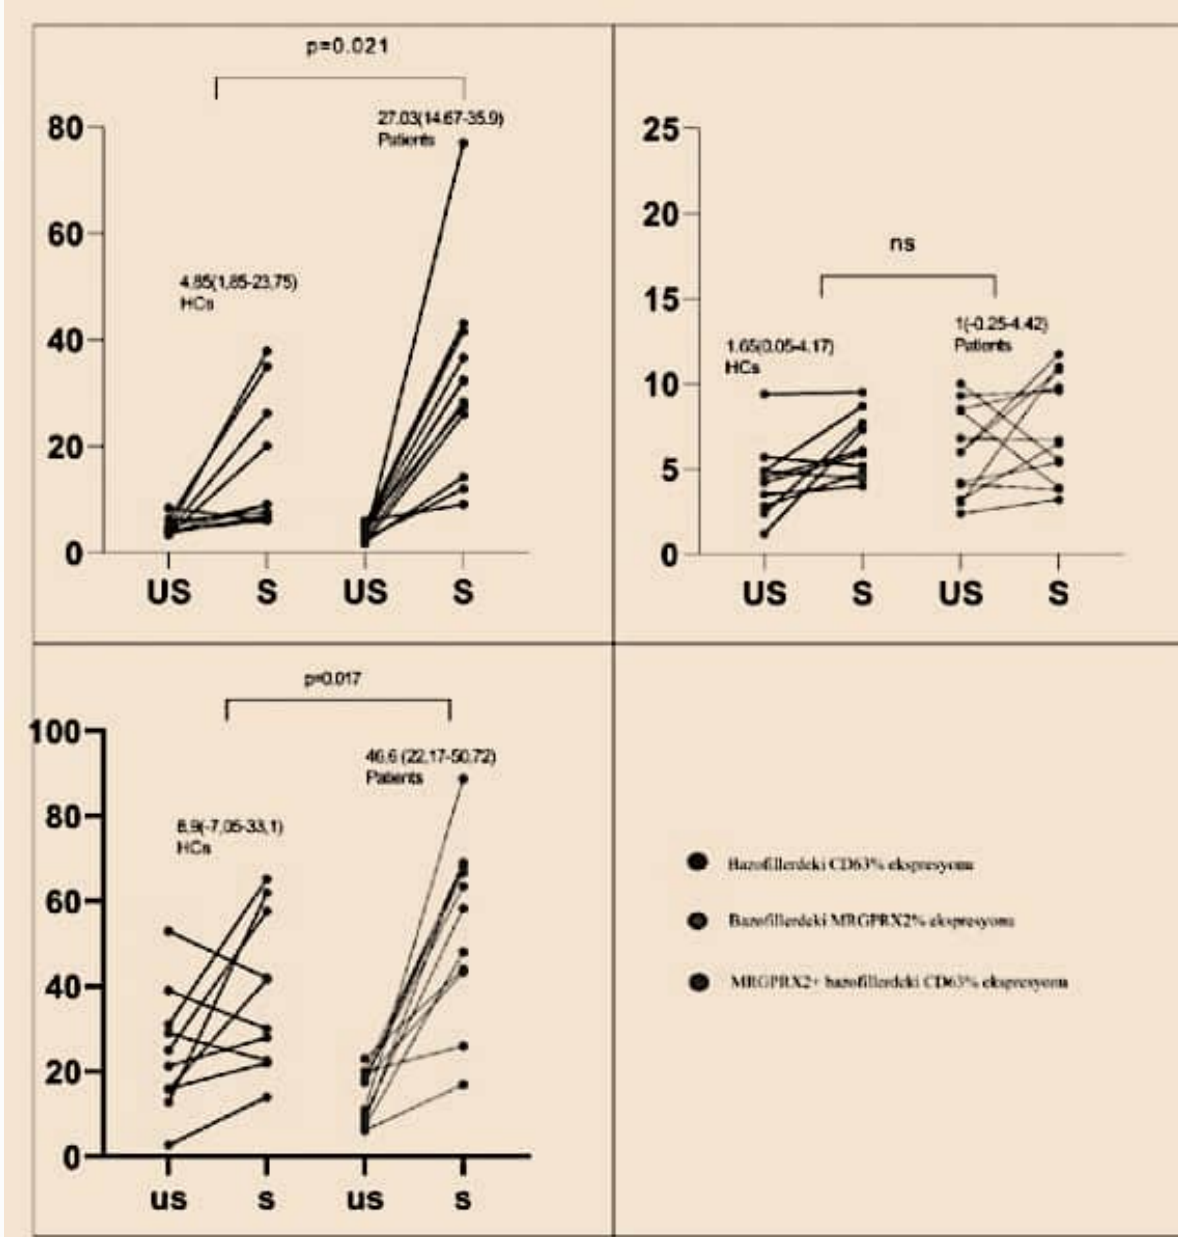 p=0.021
27.03(14.67-35.9)
Patients
80
60
4.85(1,85-23,75)
HCs
40
20
0
US S US S
25
20
ns
15
1(-0.25-4.42)
Patients
1.65(0.05-4.17)
HCs
10
5
0
US S US S
p=0.017
100
46,6 (22,17-50,72)
Patients
80
8,9(-7,05-33,1)
HCs
60
40
20
0
us s us s
Bazofillerdeki CD63% ekspresyonu
Bazofillerdeki MRGPRX2% ekspresyonu
MRGPRX2+ bazofillerdeki CD63% ekspresyonu